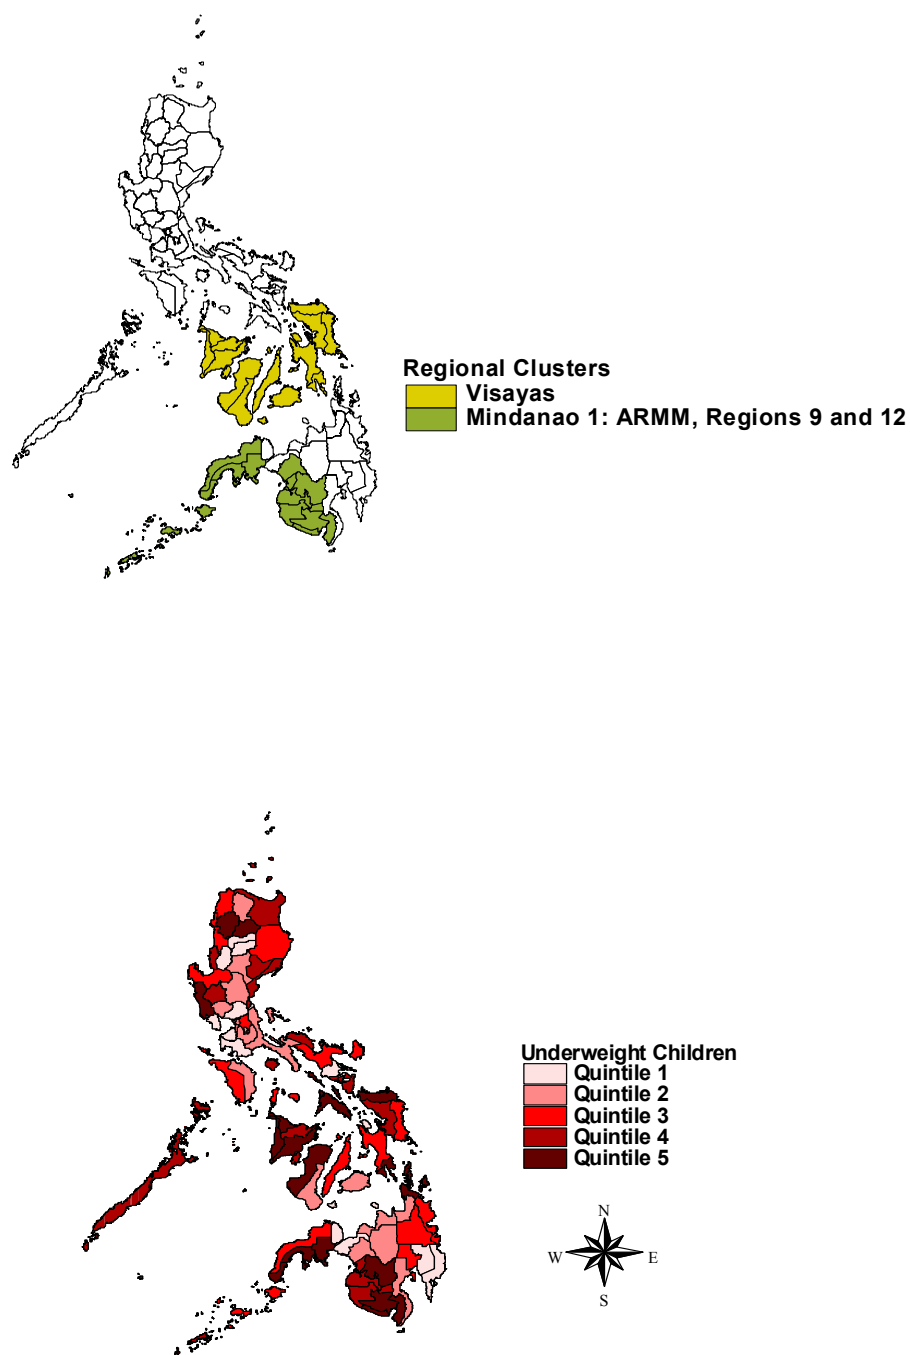 Regional Clusters
Visayas
Mindanao 1: ARMM, Regions 9 and 12
Underweight Children
Quintile 1
Quintile 2
Quintile 3
Quintile 4
Quintile 5
N
W E
S